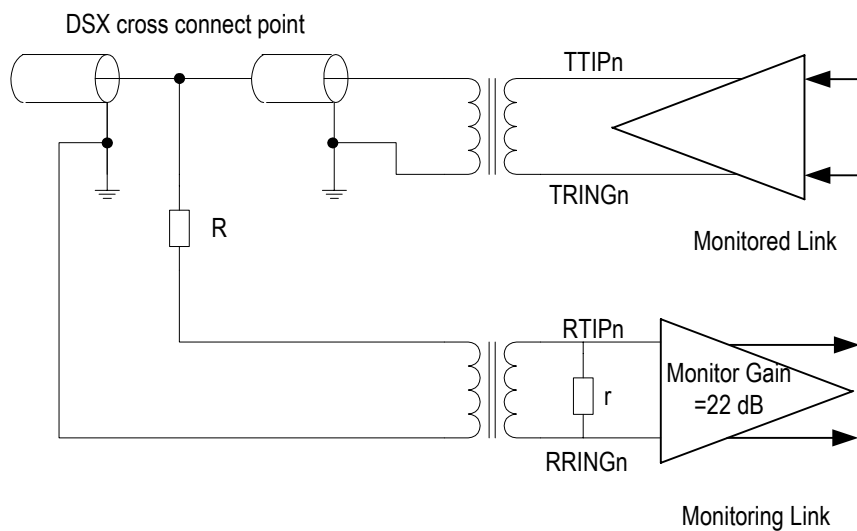 DSX cross connect point
TTIPn
TRINGn
R
Monitored Link
RTIPn
Monitor Gain
=22 dB
r
RRINGn
Monitoring Link